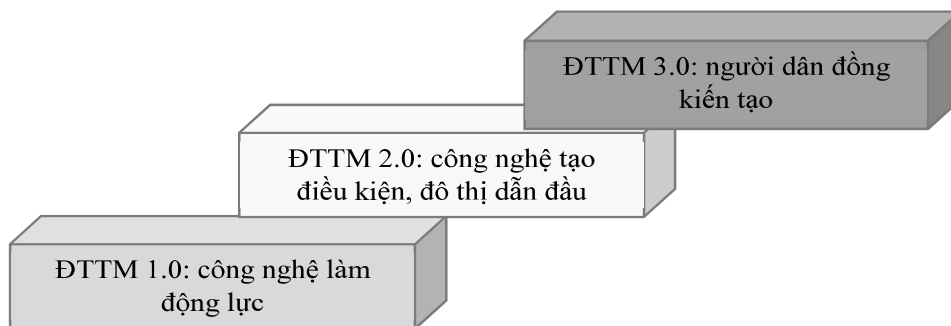 ĐTTM 3.0: người dân đồng
kiến tạo
ĐTTM 2.0: công nghệ tạo
điều kiện, đô thị dẫn đầu
ĐTTM 1.0: công nghệ làm
động lực